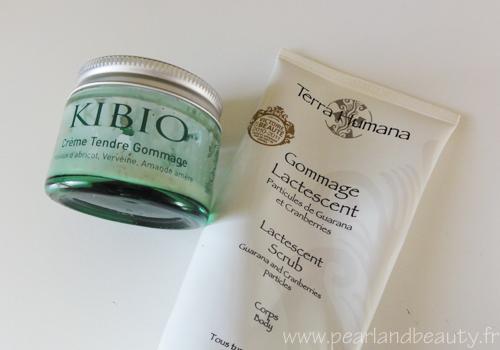 KIBIO
Crème Tendre Gommage
d'abricot, Verveine, Amande amère
Terra Humana
Gommage
Lactescent
Particules de Guarana
et Cranberries
Lactescent
Scrub
Guarana and Cranberries
particles
Corps
Body
Tous
www.pearlandbeauty.fr